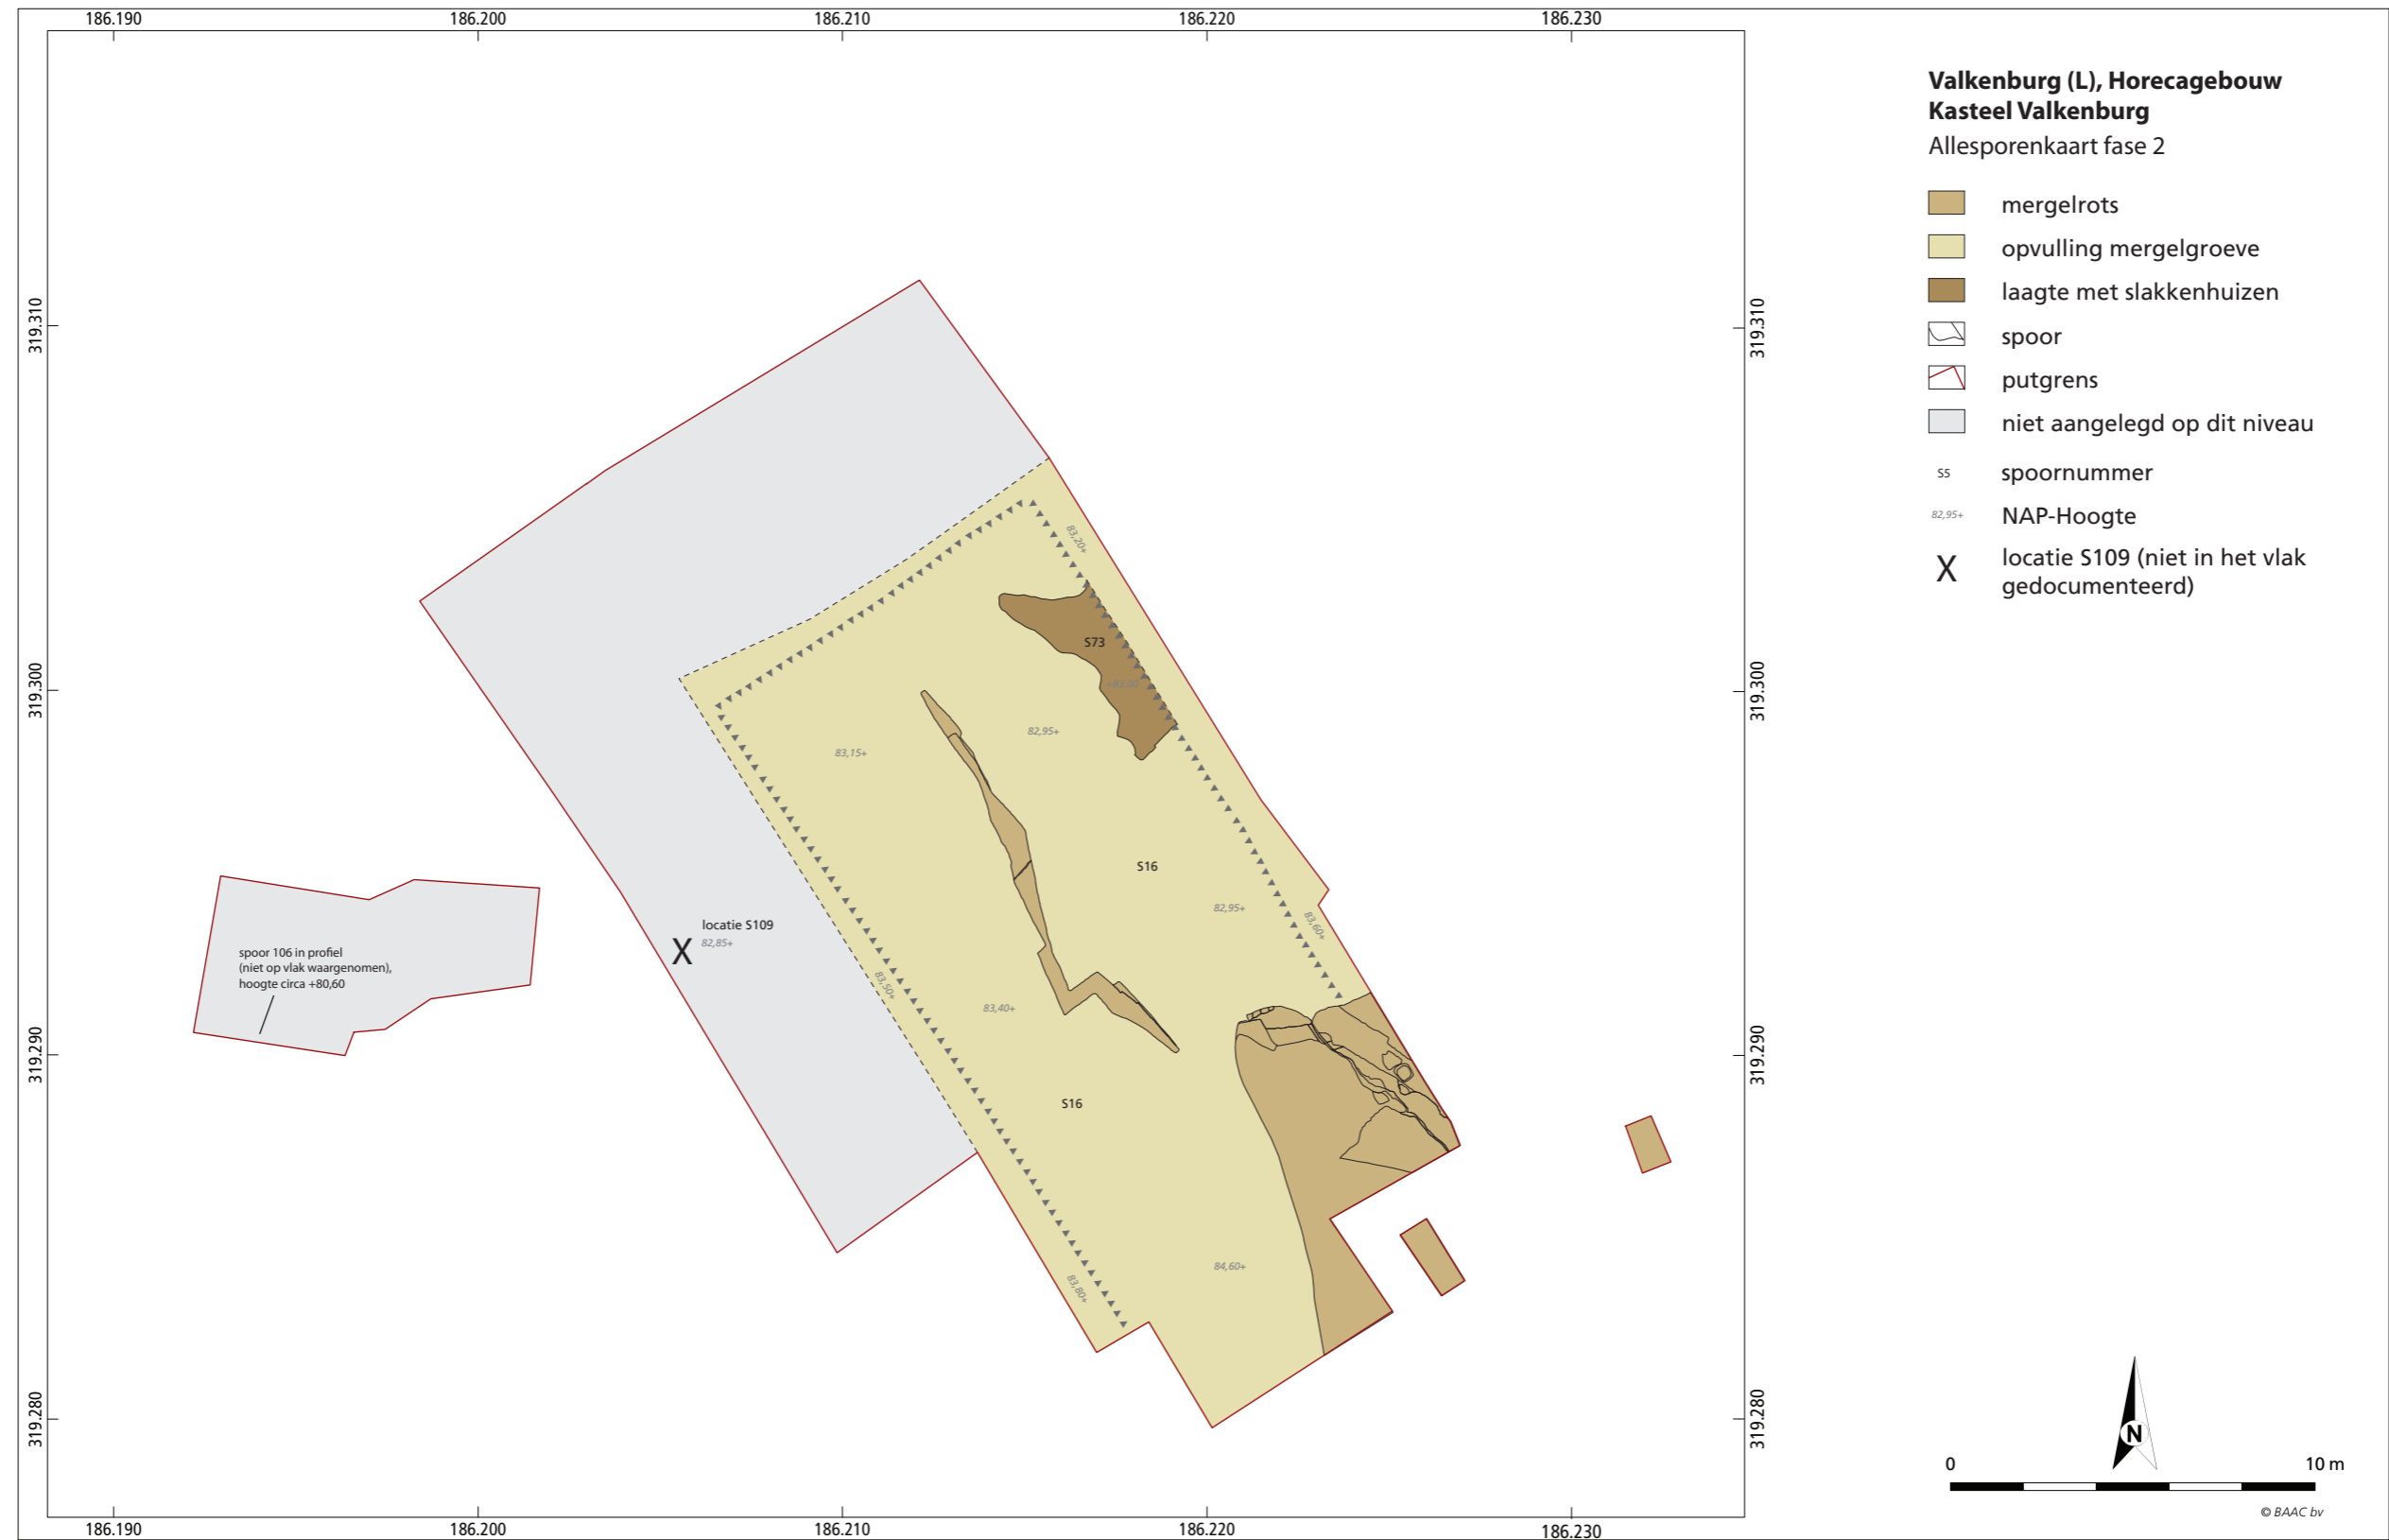 186.190
186.200
186.210
186.220
186.230
319.310
319.300
319.290
319.280
319.310
319.300
319.290
319.280
83,20+
S73
+83,00
82,95+
83,15+
S16
82,95+
83,60+
locatie S109
X
82,85+
spoor 106 in profiel
(niet op vlak waargenomen),
hoogte circa +80,60
83,50+
83,40+
S16
84,60+
83,80+
186.190
186.200
186.210
186.220
186.230
Valkenburg (L), Horecagebouw
Kasteel Valkenburg
Allesporenkaart fase 2
mergelrots
opvulling mergelgroeve
laagte met slakkenhuizen
spoor
putgrens
niet aangelegd op dit niveau
S5 spoornummer
82,95+ NAP-Hoogte
X locatie S109 (niet in het vlak
gedocumenteerd)
N
0 10 m
© BAAC bv